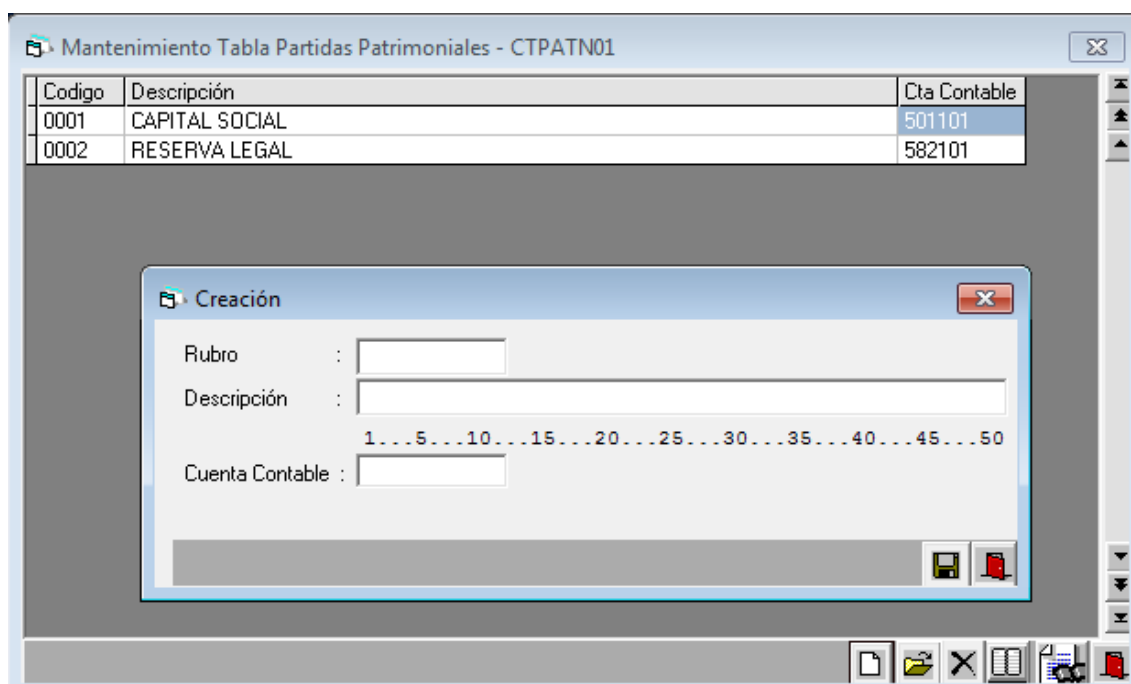 Mantenimiento Tabla Partidas Patrimoniales - CTPATN01
Codigo Descripción Cta Contable
0001 CAPITAL SOCIAL 501101
0002 RESERVA LEGAL 582101
Creación
Rubro :
Descripción :
1...5...10...15...20...25...30...35...40...45...50
Cuenta Contable :